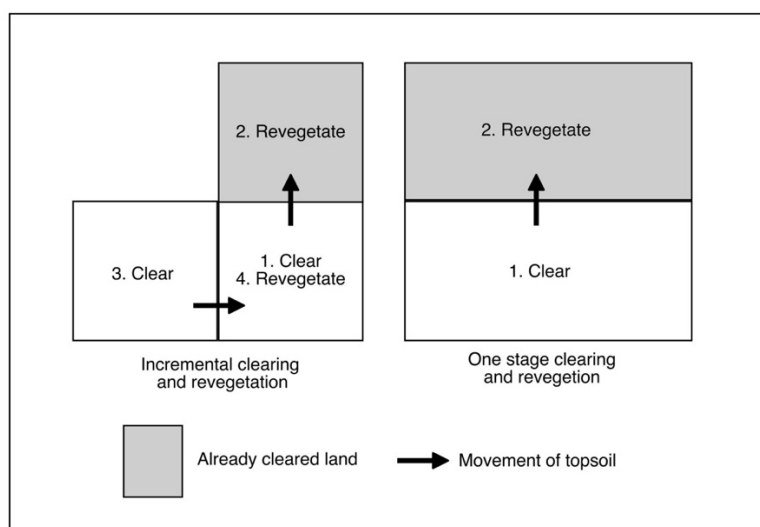 2. Revegetate
3. Clear
1. Clear
4. Revegetate
Incremental clearing
and revegetation
2. Revegetate
1. Clear
One stage clearing
and revegetion
Already cleared land
Movement of topsoil